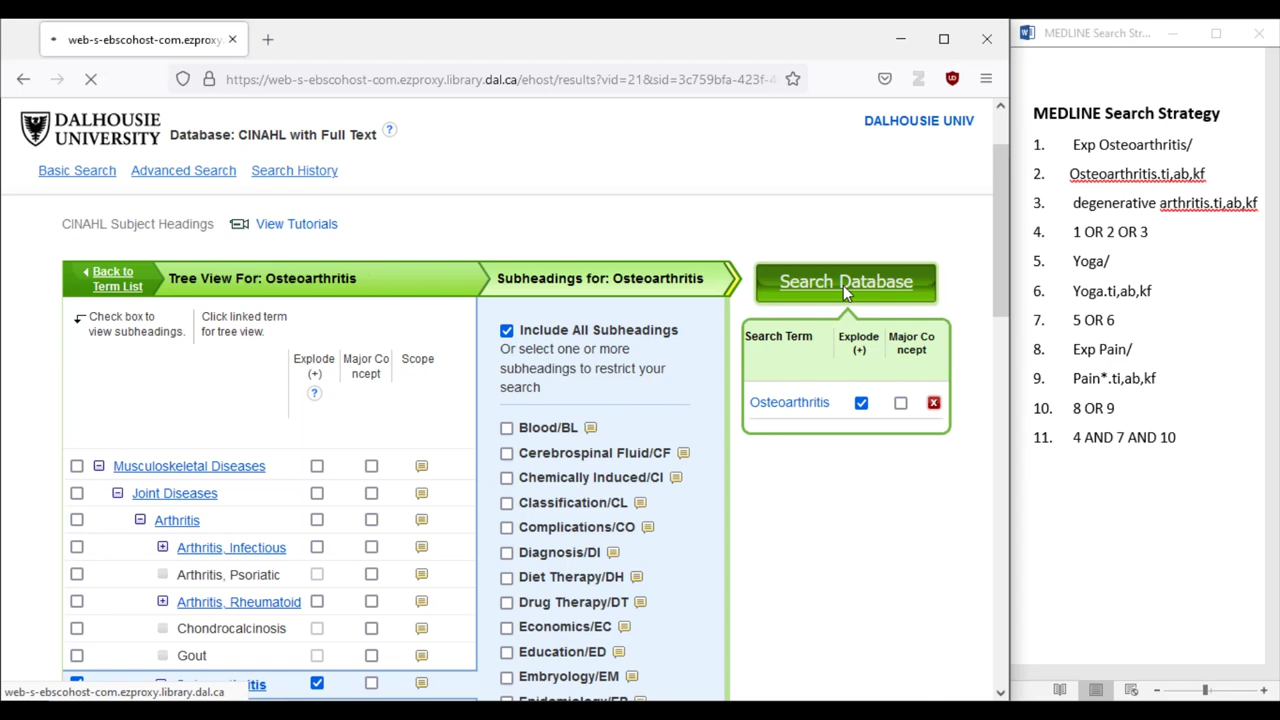 web-s-ebscohost-com.ezproxy.
MEDLINE Search Str...
https://web-s-ebscohost-com.ezproxy.library.dal.ca/ehost/results?vid=21&sid=3c759bfa-423f-4
DALHOUSIE
UNIVERSITY
Database: CINAHL with Full Text
DALHOUSIE UNIV
Basic Search Advanced Search Search History
CINAHL Subject Headings View Tutorials
Back to
Term List
Tree View For: Osteoarthritis
Subheadings for: Osteoarthritis
Search Database
Check box to
view subheadings.
Click linked term
for tree view.
Explode
(+)
Major Co
ncept
Scope
?
Musculoskeletal Diseases
Joint Diseases
Arthritis
Arthritis, Infectious
Arthritis, Psoriatic
Arthritis, Rheumatoid
Chondrocalcinosis
Gout
Include All Subheadings
Or select one or more
subheadings to restrict your
search
Blood/BL
Cerebrospinal Fluid/CF
Chemically Induced/CI
Classification/CL
Complications/CO
Diagnosis/DI
Diet Therapy/DH
Drug Therapy/DT
Economics/EC
Education/ED
Embryology/EM
Search Term
Explode
(+)
Major Co
ncept
Osteoarthritis
web-s-ebscohost-com.ezproxy.library.dal.ca
MEDLINE Search Strategy
1. Exp Osteoarthritis/
2. Osteoarthritis.ti,ab,kf
3. degenerative arthritis.ti,ab,kf
4. 1 OR 2 OR 3
5. Yoga/
6. Yoga.ti,ab,kf
7. 5 OR 6
8. Exp Pain/
9. Pain*.ti,ab,kf
10. 8 OR 9
11. 4 AND 7 AND 10